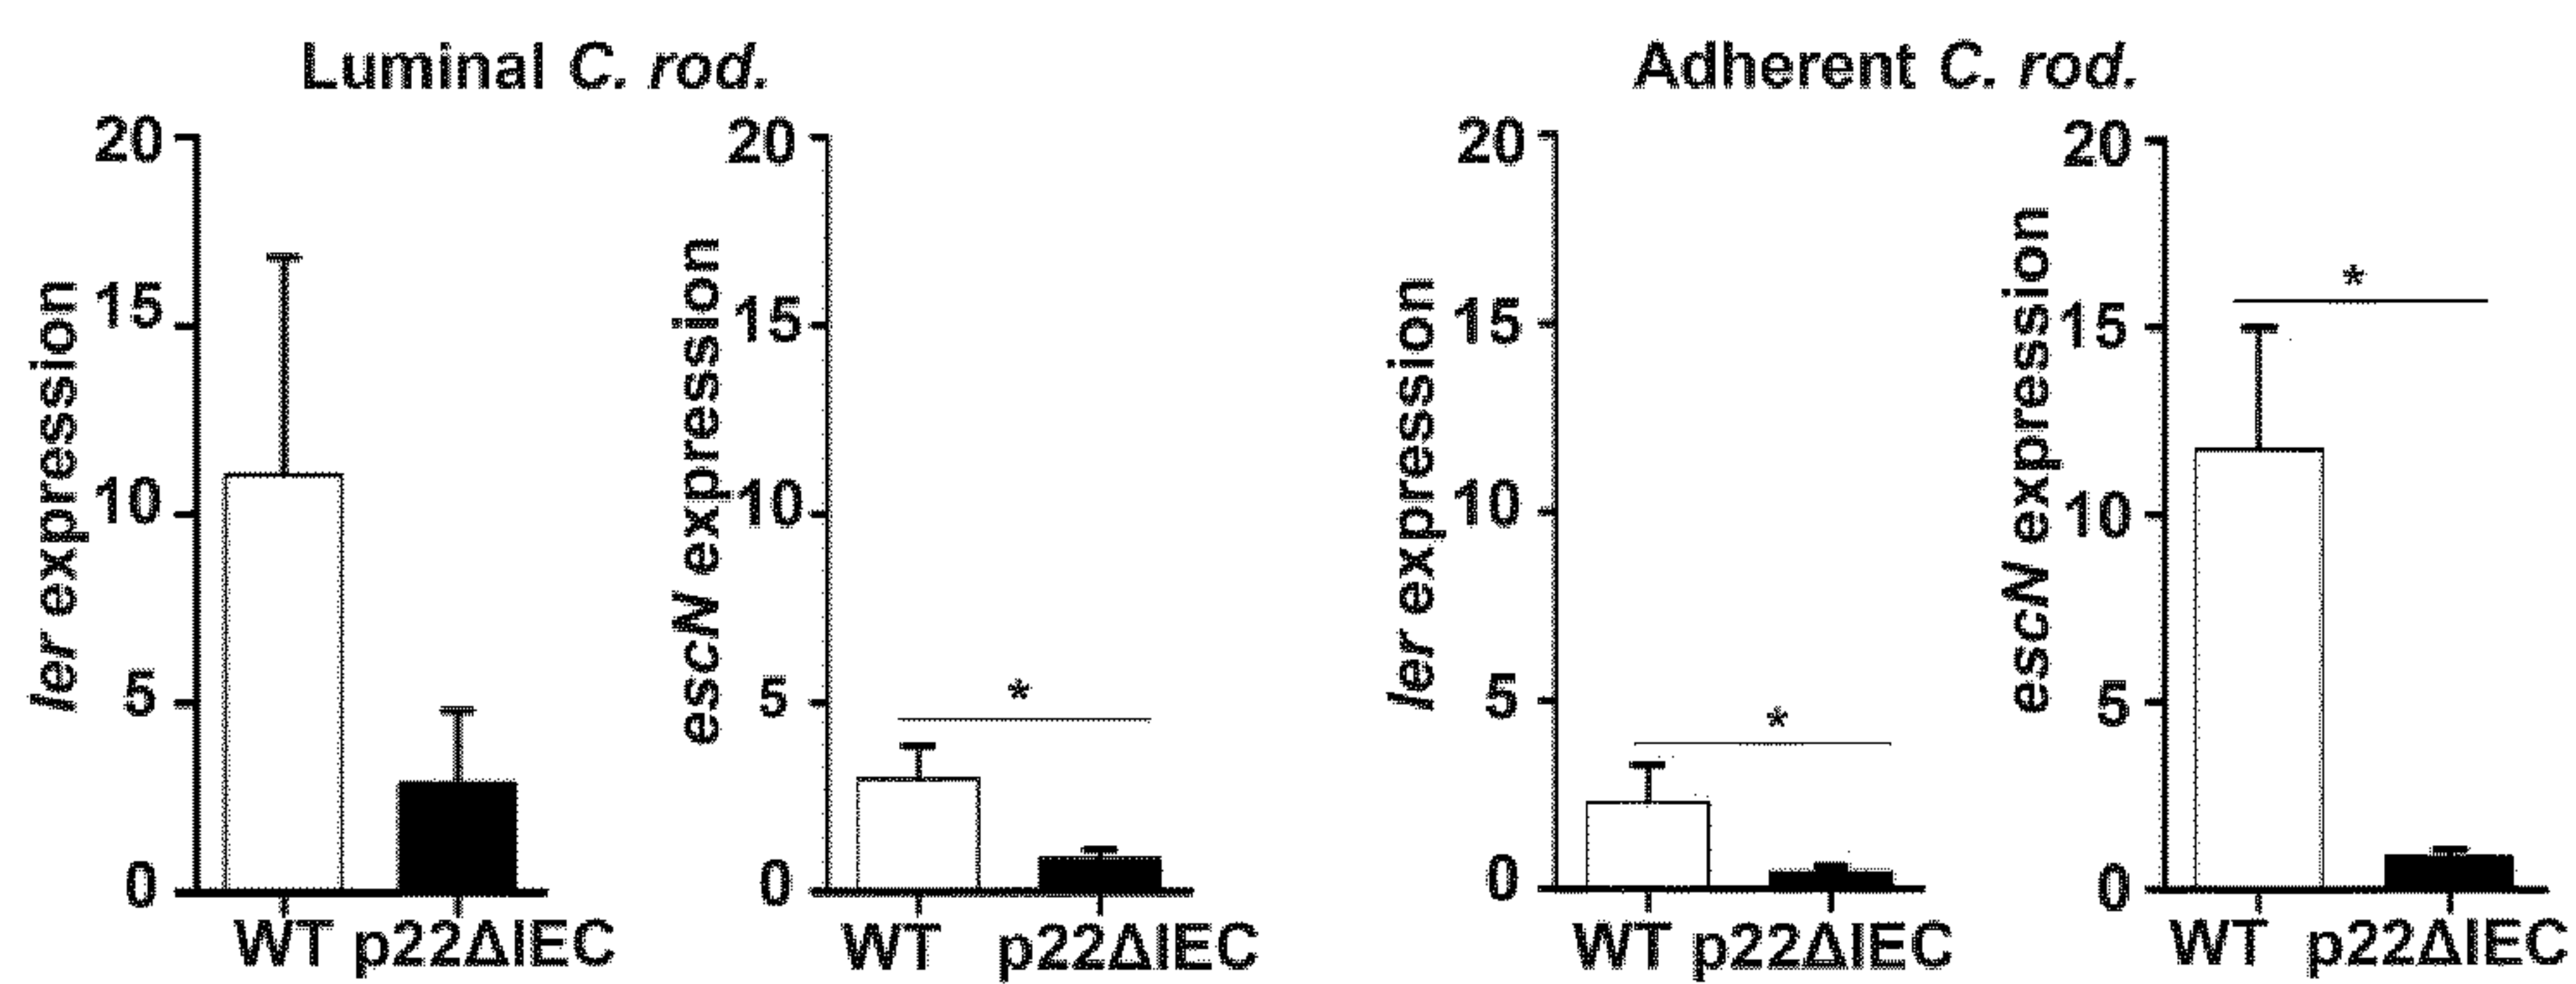 Luminal C. rod.
ler expression
20
15
10
5
0
WT p22ΔIEC
escN expression
20
15
10
5
0
*
WT p22ΔIEC
Adherent C. rod.
ler expression
20
15
10
5
0
*
WT p22ΔIEC
escN expression
20
15
10
5
0
*
WT p22ΔIEC